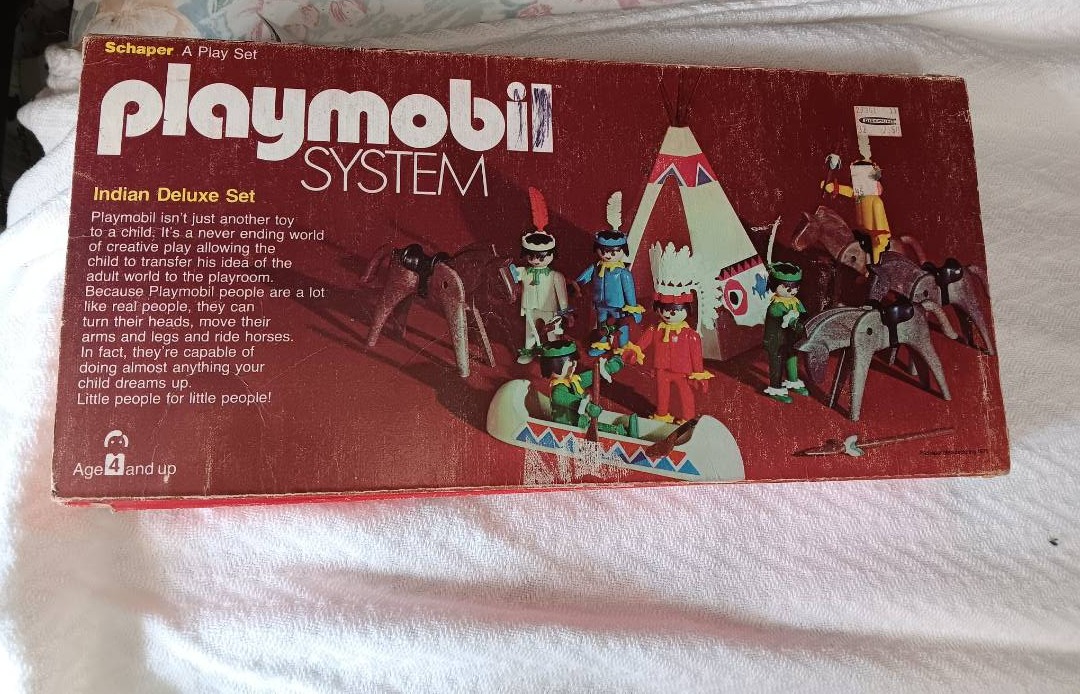 Schaper A Play Set
playmobil
SYSTEM
Indian Deluxe Set
Playmobil isn't just another toy
to a child. It's a never ending world
of creative play allowing the
child to transfer his idea of the
adult world to the playroom.
Because Playmobil people are a lot
like real people, they can
turn their heads, move their
arms and legs and ride horses.
In fact, they're capable of
doing almost anything your
child dreams up.
Little people for little people!
Age 4 and up